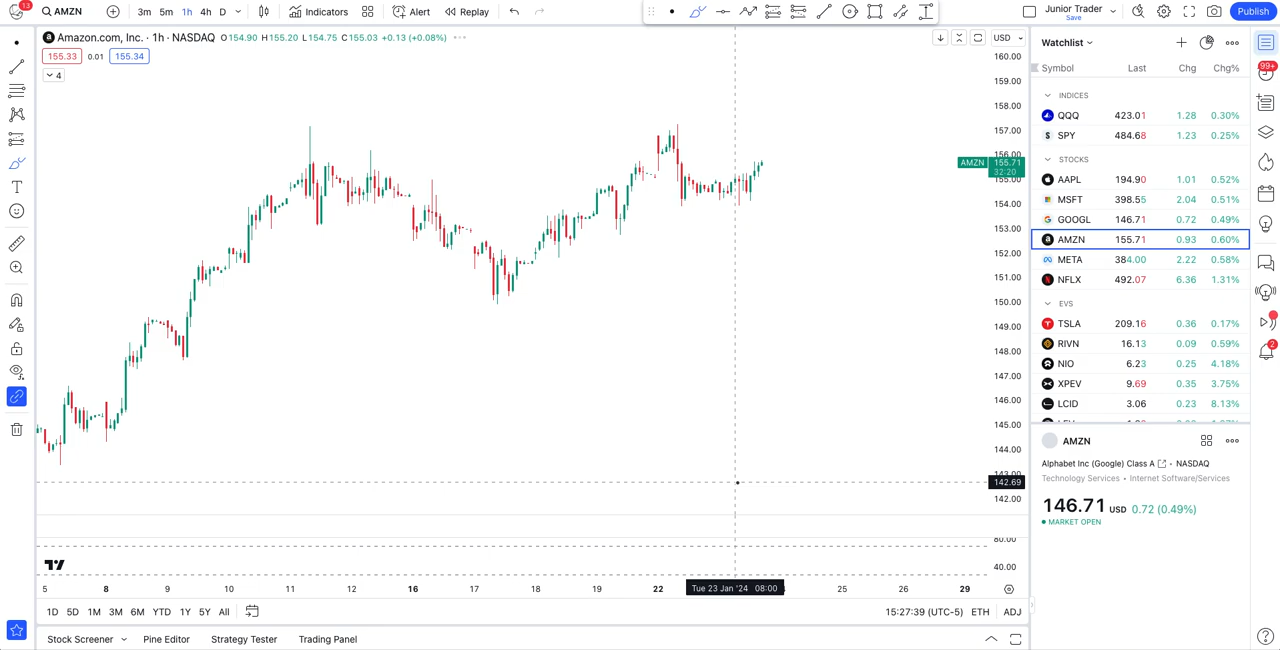 13 AMZN 3m 5m 1h 4h D Indicators Alert Replay Junior Trader Save Publish
Amazon.com, Inc. · 1h · NASDAQ O154.90 H155.20 L154.75 C155.03 +0.13 (+0.08%) USD
155.33 0.01 155.34
4
160.00
159.00
158.00
157.00
156.00
AMZN 155.71
32:20
155.00
154.00
153.00
152.00
151.00
150.00
149.00
148.00
147.00
146.00
145.00
144.00
143.00
142.69
142.00
80.00
40.00
5 8 9 10 11 12 16 17 18 19 22 Tue 23 Jan '24 08:00 25 26 29
1D 5D 1M 3M 6M YTD 1Y 5Y All 15:27:39 (UTC-5) ETH ADJ
Stock Screener Pine Editor Strategy Tester Trading Panel
Watchlist
Symbol Last Chg Chg%
INDICES
QQQ 423.01 1.28 0.30%
SPY 484.68 1.23 0.25%
STOCKS
AAPL 194.90 1.01 0.52%
MSFT 398.55 2.04 0.51%
GOOGL 146.71 0.72 0.49%
AMZN 155.71 0.93 0.60%
META 384.00 2.22 0.58%
NFLX 492.07 6.36 1.31%
EVS
TSLA 209.16 0.36 0.17%
RIVN 16.13 0.09 0.59%
NIO 6.23 0.25 4.18%
XPEV 9.69 0.35 3.75%
LCID 3.06 0.23 8.13%
AMZN
Alphabet Inc (Google) Class A · NASDAQ
Technology Services • Internet Software/Services
146.71 USD 0.72 (0.49%)
MARKET OPEN
99+
2